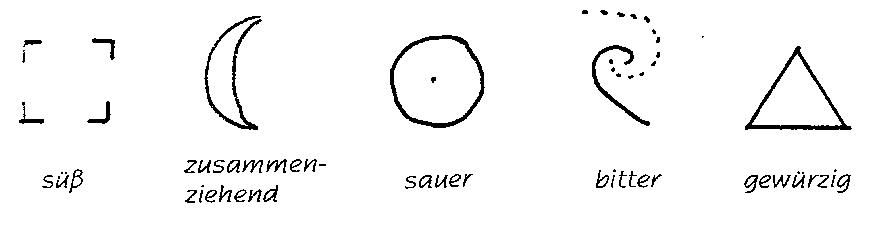 süß
zusammen-
ziehend
sauer
bitter
gewürzig